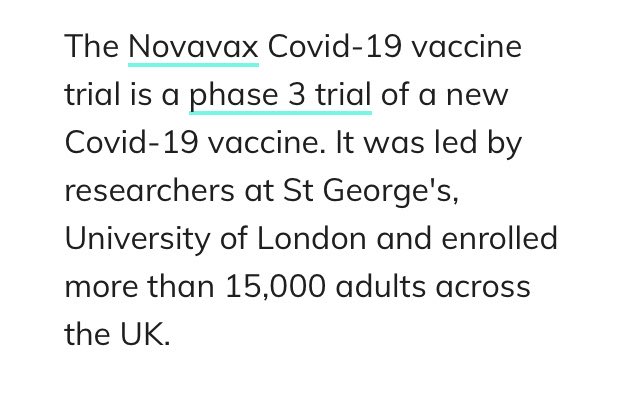 The Novavax Covid-19 vaccine
trial is a phase 3 trial of a new
Covid-19 vaccine. It was led by
researchers at St George's,
University of London and enrolled
more than 15,000 adults across
the UK.